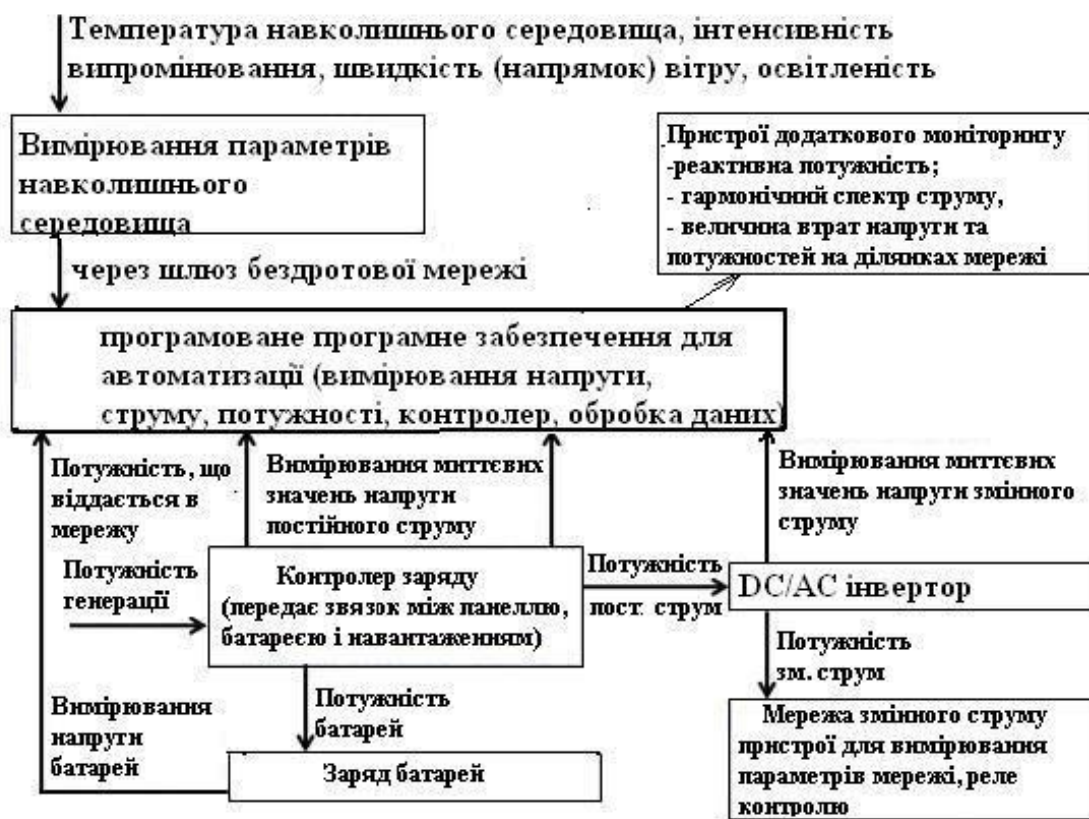 Температура навколишнього середовища, інтенсивність
випромінювання, швидкість (напрямок) вітру, освітленість
Вимірювання параметрів
навколишнього
середовища
Пристрої додаткового моніторингу
-реактивна потужність;
- гармонічний спектр струму,
- величина втрат напруги та
потужностей на ділянках мережі
через шлюз бездротової мережі
програмоване програмне забезпечення для
автоматизації (вимірювання напруги,
струму, потужності, контролер, обробка даних)
Потужність, що
віддається в
мережу
Вимірювання миттєвих
значень напруги
постійного струму
Вимірювання миттєвих
значень напруги змінного
струму
Потужність
генерації
Контролер заряду
(передає звязок між панеллю,
батареєю і навантаженням)
Потужність
пост. струм
DC/AC інвертор
Потужність
зм. струм
Вимірювання
напруги
батарей
Потужність
батарей
Заряд батарей
Мережа змінного струму
пристрої для вимірювання
параметрів мережі, реле
контролю